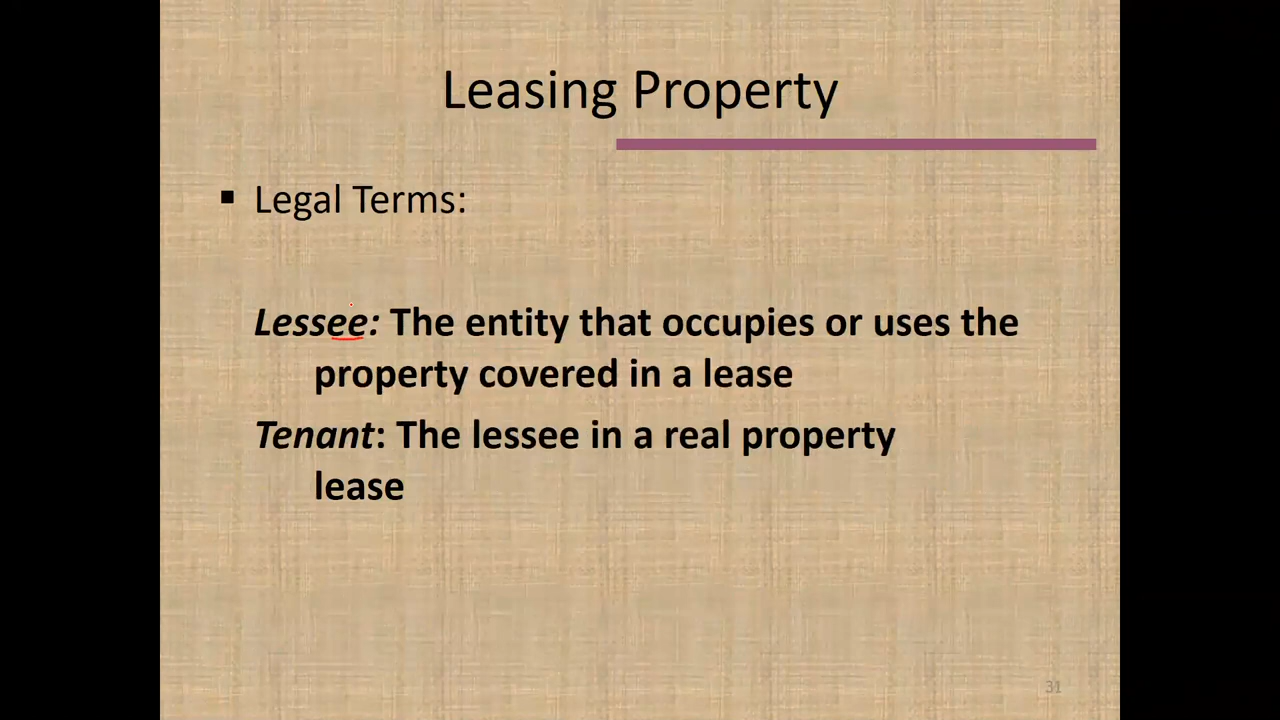 Leasing Property
▪ Legal Terms:
Lessee: The entity that occupies or uses the
property covered in a lease
Tenant: The lessee in a real property
lease
31